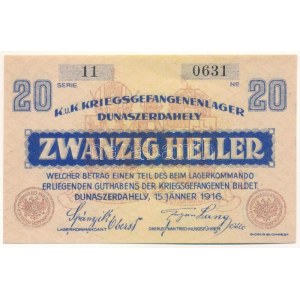 11 0631
SERIE NR.
20 20
K.u.K. KRIEGSGEFANGENENLAGER
DUNASZERDAHELY
ZWANZIG HELLER
WELCHER BETRAG EINEN TEIL DES BEIM LAGERKOMMANDO
ERLIEGENDEN GUTHABENS DER KRIEGSGEFANGENEN BILDET
DUNASZERDAHELY, 15. JÄNNER 1916.
Oberst
LAGERKOMMANDANT